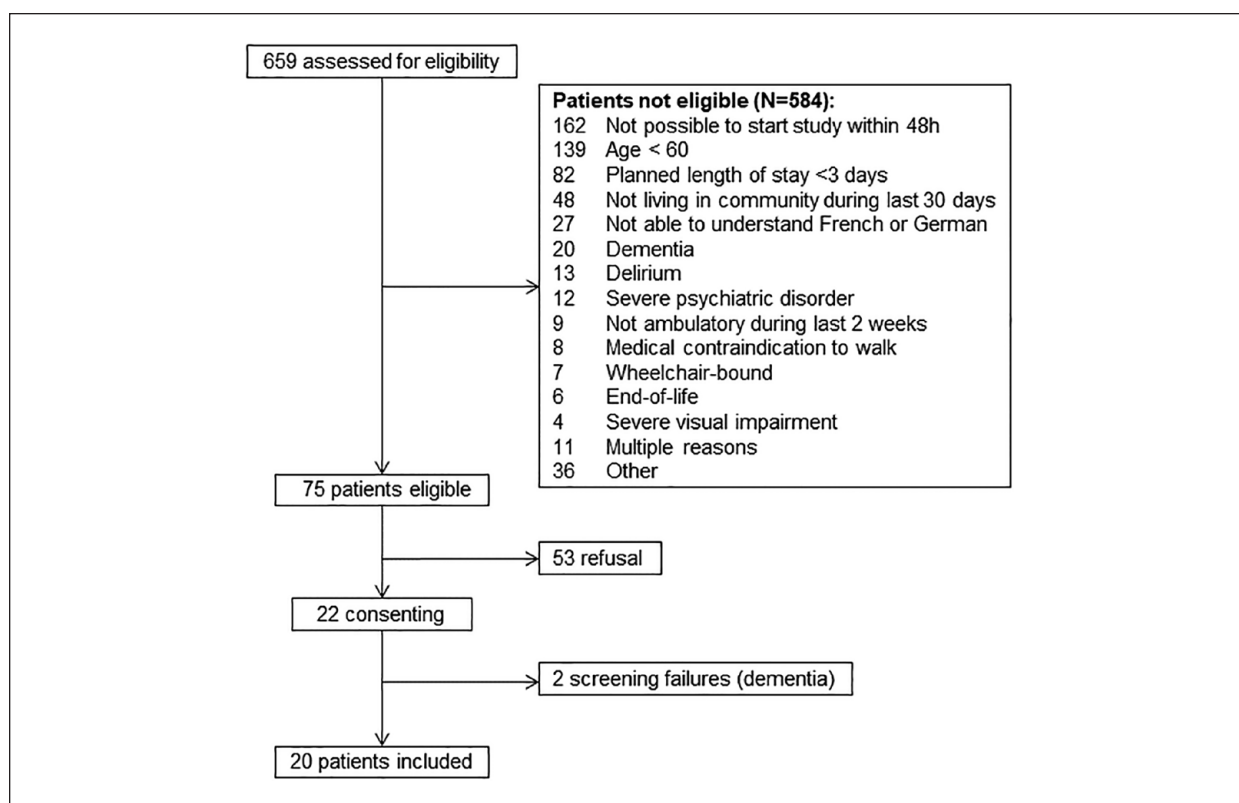 659 assessed for eligibility
Patients not eligible (N=584):
162 Not possible to start study within 48h
139 Age < 60
82 Planned length of stay <3 days
48 Not living in community during last 30 days
27 Not able to understand French or German
20 Dementia
13 Delirium
12 Severe psychiatric disorder
9 Not ambulatory during last 2 weeks
8 Medical contraindication to walk
7 Wheelchair-bound
6 End-of-life
4 Severe visual impairment
11 Multiple reasons
36 Other
75 patients eligible
53 refusal
22 consenting
2 screening failures (dementia)
20 patients included